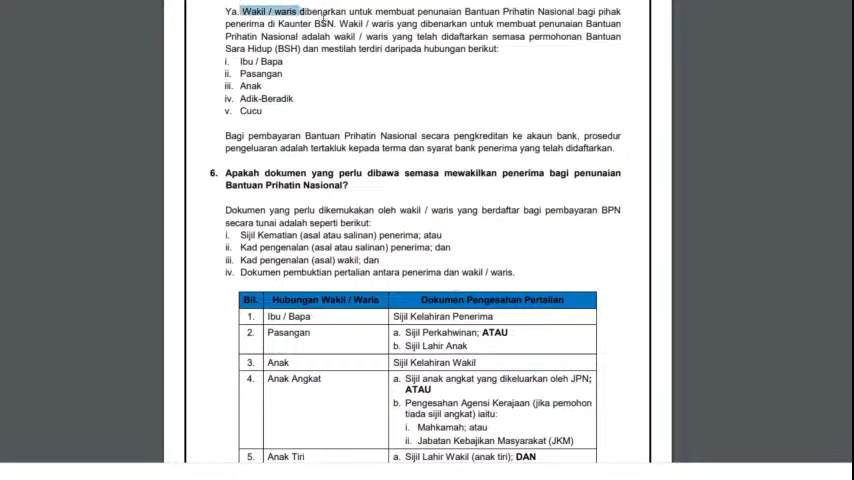 Ya. Wakil / waris dibenarkan untuk membuat penunaian Bantuan Prihatin Nasional bagi pihak
penerima di Kaunter BSN. Wakil / waris yang dibenarkan untuk membuat penunaian Bantuan
Prihatin Nasional adalah wakil / waris yang telah didaftarkan semasa permohonan Bantuan
Sara Hidup (BSH) dan mestilah terdiri daripada hubungan berikut:
i. Ibu / Bapa
ii. Pasangan
iii. Anak
iv. Adik-Beradik
v. Cucu
Bagi pembayaran Bantuan Prihatin Nasional secara pengkreditan ke akaun bank, prosedur
pengeluaran adalah tertakluk kepada terma dan syarat bank penerima yang telah didaftarkan.
6. Apakah dokumen yang perlu dibawa semasa mewakilkan penerima bagi penunaian
Bantuan Prihatin Nasional?
Dokumen yang perlu dikemukakan oleh wakil / waris yang berdaftar bagi pembayaran BPN
secara tunai adalah seperti berikut:
i. Sijil Kematian (asal atau salinan) penerima; atau
ii. Kad pengenalan (asal atau salinan) penerima; dan
iii. Kad pengenalan (asal) wakil; dan
iv. Dokumen pembuktian pertalian antara penerima dan wakil / waris.
Bil. Hubungan Wakil / Waris Dokumen Pengesahan Pertalian
1. Ibu / Bapa Sijil Kelahiran Penerima
2. Pasangan a. Sijil Perkahwinan; ATAU
b. Sijil Lahir Anak
3. Anak Sijil Kelahiran Wakil
4. Anak Angkat a. Sijil anak angkat yang dikeluarkan oleh JPN;
ATAU
b. Pengesahan Agensi Kerajaan (jika pemohon
tiada sijil angkat) iaitu:
i. Mahkamah; atau
ii. Jabatan Kebajikan Masyarakat (JKM)
5. Anak Tiri a. Sijil Lahir Wakil (anak tiri); DAN